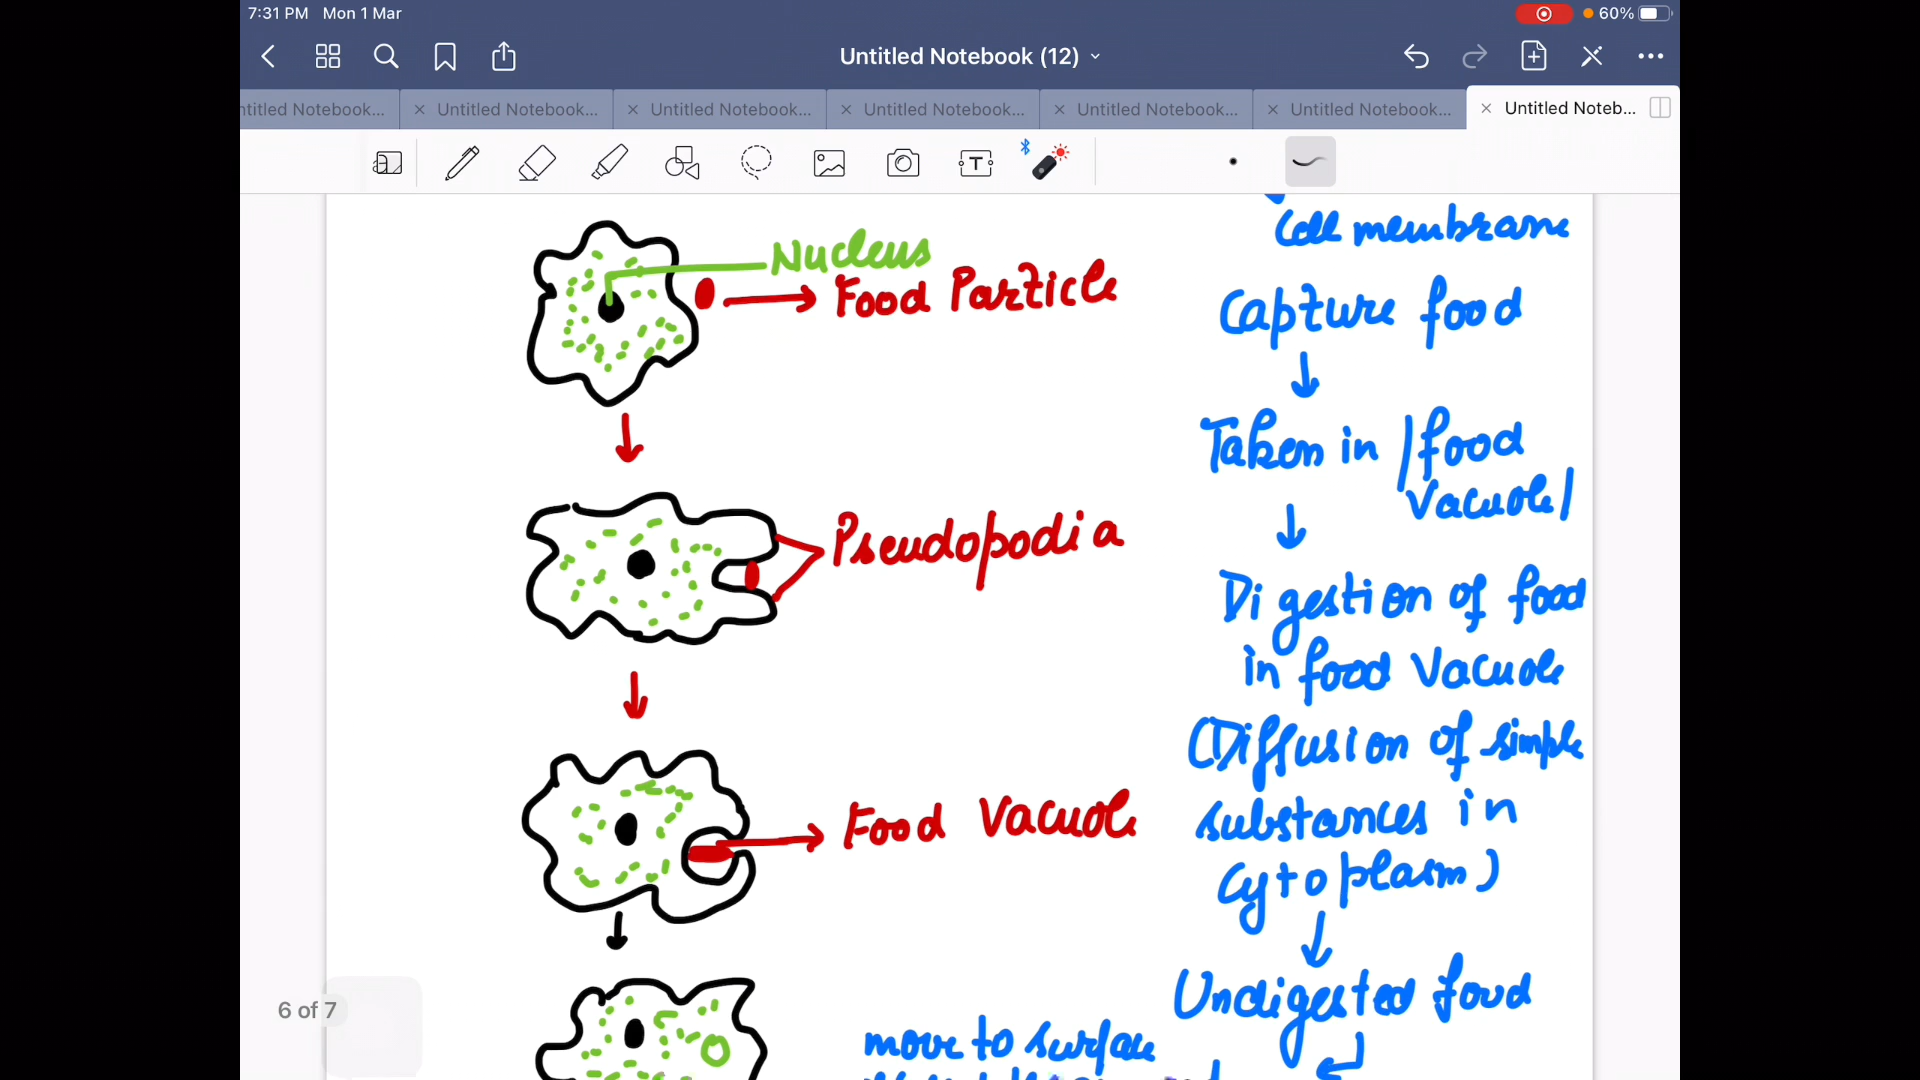 7:31 PM Mon 1 Mar
60%
Untitled Notebook (12)
ntitled Notebook...
Untitled Notebook...
Untitled Notebook...
Untitled Notebook...
Untitled Notebook...
Untitled Notebook...
Untitled Noteb...
T
Nucleus
Food Particle
Pseudopodia
Food Vacuole
Cell membrane
Capture food
Taken in /food
Vacuole/
Digestion of food
in food Vacuole
(Diffusion of simple
substances in
Cytoplasm)
Undigested food
move to surface
6 of 7